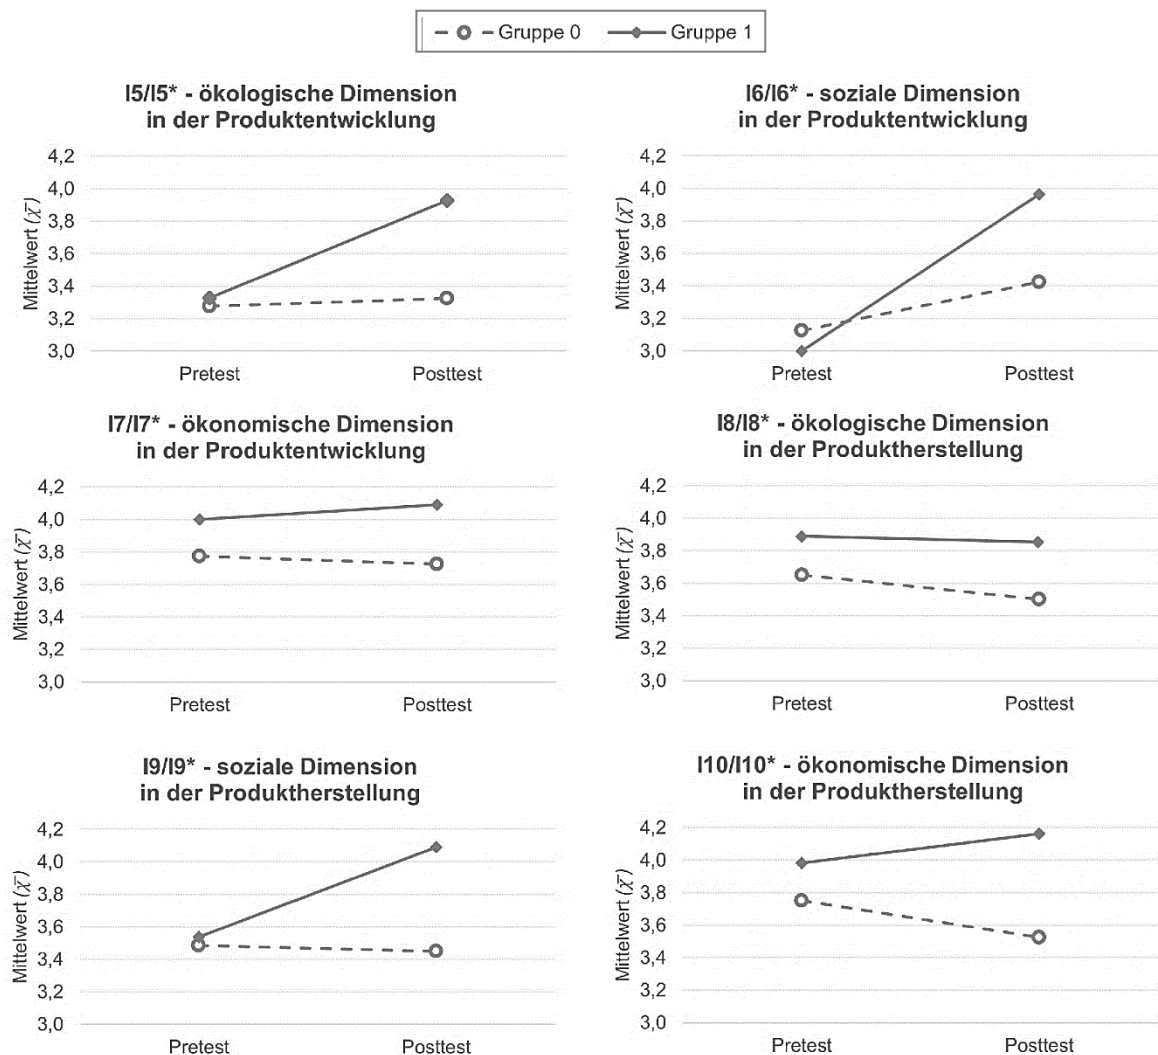 Gruppe 0 Gruppe 1
I5/I5* - ökologische Dimension
in der Produktentwicklung
Mittelwert (x̄)
4,2
4,0
3,8
3,6
3,4
3,2
3,0
Pretest Posttest
I6/I6* - soziale Dimension
in der Produktentwicklung
Mittelwert (x̄)
4,2
4,0
3,8
3,6
3,4
3,2
3,0
Pretest Posttest
I7/I7* - ökonomische Dimension
in der Produktentwicklung
Mittelwert (x̄)
4,2
4,0
3,8
3,6
3,4
3,2
3,0
Pretest Posttest
I8/I8* - ökologische Dimension
in der Produktherstellung
Mittelwert (x̄)
4,2
4,0
3,8
3,6
3,4
3,2
3,0
Pretest Posttest
I9/I9* - soziale Dimension
in der Produktherstellung
Mittelwert (x̄)
4,2
4,0
3,8
3,6
3,4
3,2
3,0
Pretest Posttest
I10/I10* - ökonomische Dimension
in der Produktherstellung
Mittelwert (x̄)
4,2
4,0
3,8
3,6
3,4
3,2
3,0
Pretest Posttest